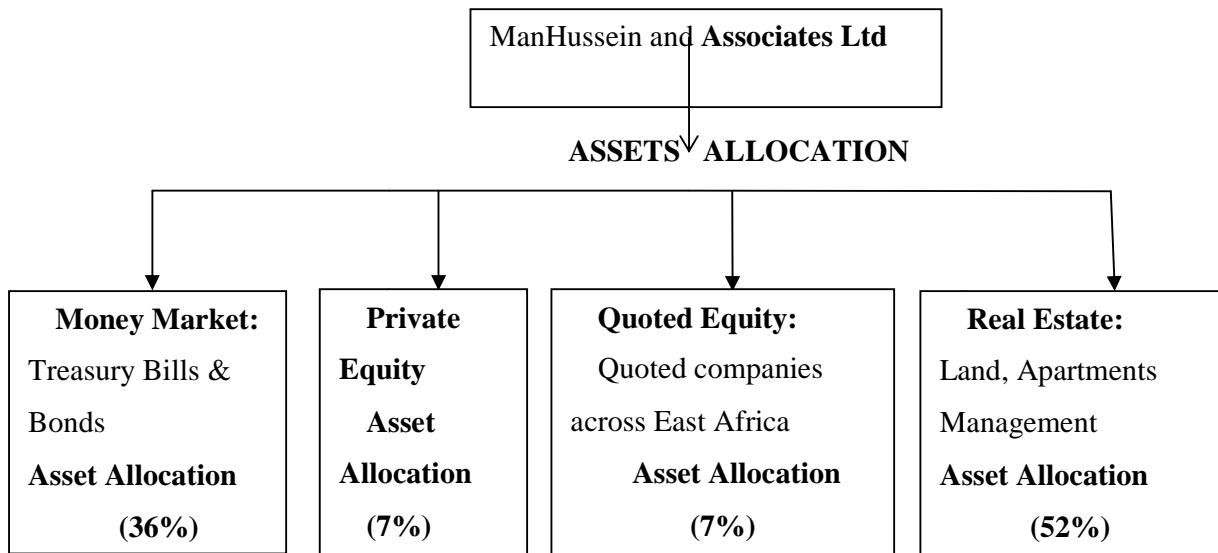 ManHussein and Associates Ltd
ASSETS ALLOCATION
Money Market:
Treasury Bills &
Bonds
Asset Allocation
(36%)
Private
Equity
Asset
Allocation
(7%)
Quoted Equity:
Quoted companies
across East Africa
Asset Allocation
(7%)
Real Estate:
Land, Apartments
Management
Asset Allocation
(52%)